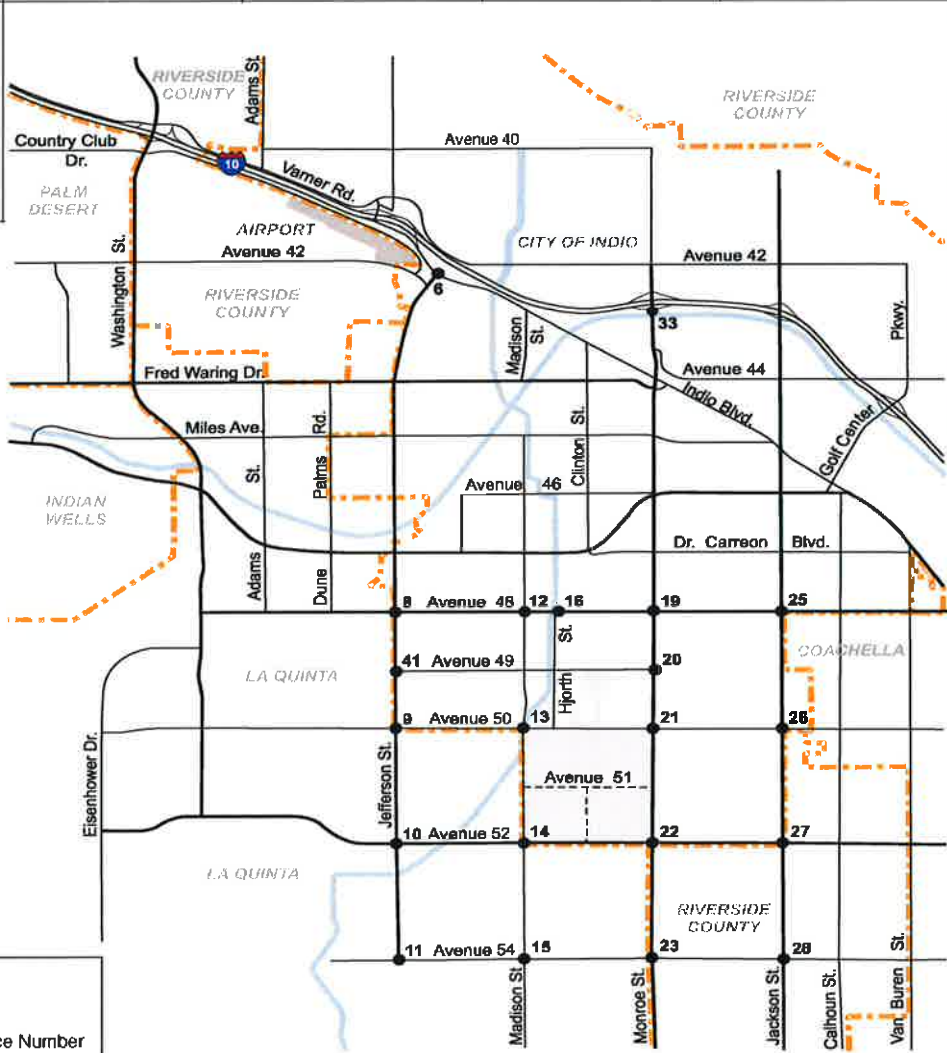 RIVERSIDE
COUNTY
Adams St.
RIVERSIDE
COUNTY
Country Club
Dr.
10
Avenue 40
Varner Rd.
PALM
DESERT
AIRPORT
CITY OF INDIO
Washington St.
Avenue 42
Avenue 42
6
RIVERSIDE
COUNTY
Madison
St.
33
Pkwy.
Fred Waring Dr.
Avenue 44
Indio Blvd.
Miles Ave.
Adams St.
Dune Palms Rd.
Clinton St.
Golf Center
Avenue 46
INDIAN
WELLS
Dr. Carreon Blvd.
8 Avenue 48 12 16 19 25
41 Avenue 49 20
Hjorth St.
LA QUINTA
COACHELLA
9 Avenue 50 13 21 26
Eisenhower Dr.
Jefferson St.
Avenue 51
10 Avenue 52 14 22 27
LA QUINTA
RIVERSIDE
COUNTY
11 Avenue 54 15 23 28
Madison St
Monroe St.
Jackson St.
Calhoun St.
Van Buren St.
ce Number